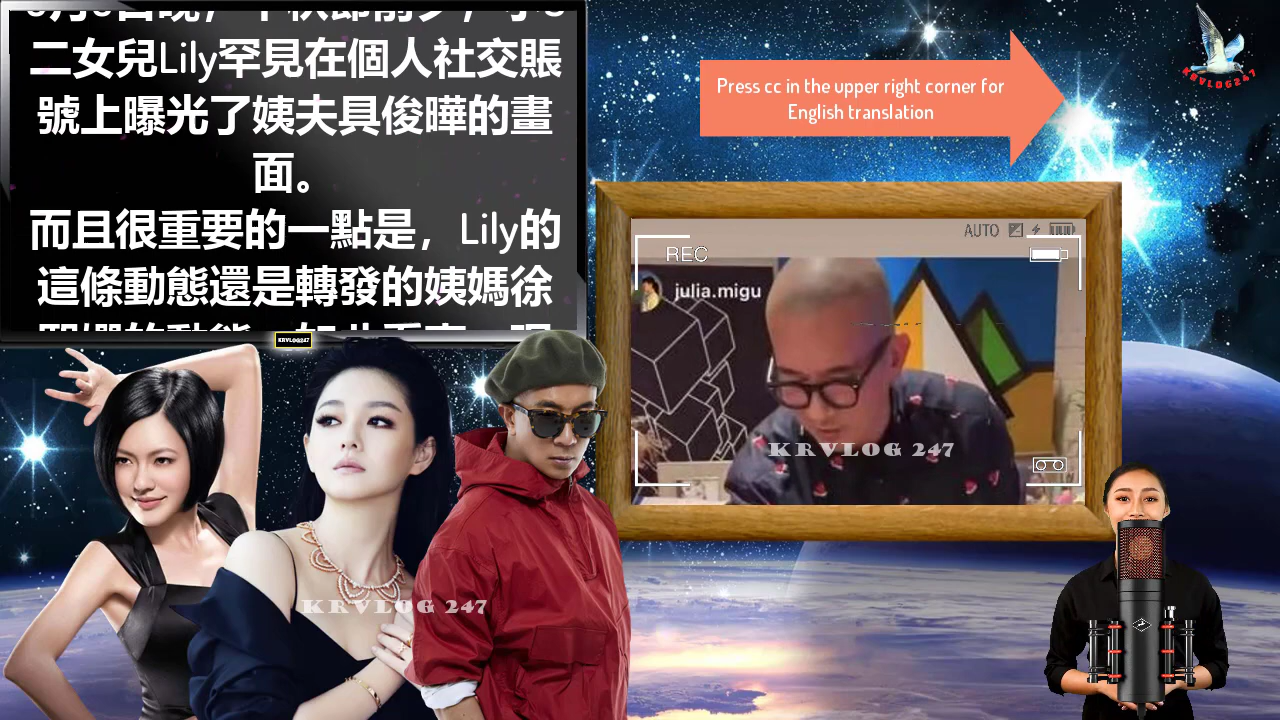 二女兒Lily罕見在個人社交賬
號上曝光了姨夫具俊曄的畫
面。
而且很重要的一點是，Lily的
這條動態還是轉發的姨媽徐
Press cc in the upper right corner for
English translation
KRVLOG247
AUTO
REC
julia.migu
KRVLOG 247
KRVLOG247
KRVLOG 247